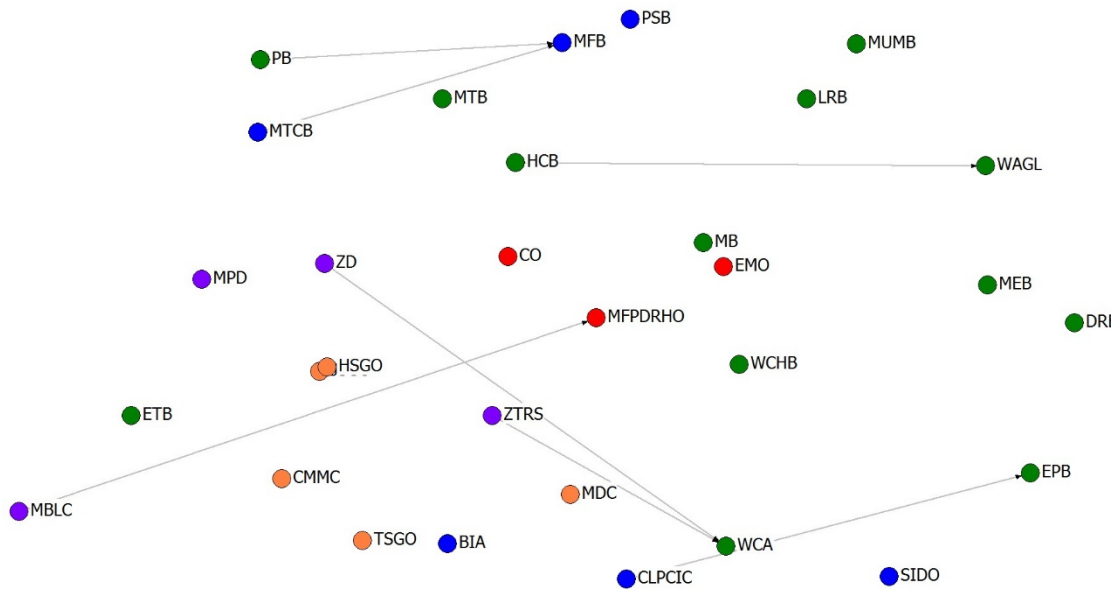 PSB
MFB
MUMB
PB
MTB
LRB
MTCB
HCB
WAGL
MB
CO
ZD
EMO
MPD
MEB
MFPDRHO
HSGO
WCHB
ETB
ZTRS
EPB
CMMC
MDC
MBLC
TSGO
BIA
WCA
CLPCIC
SIDO